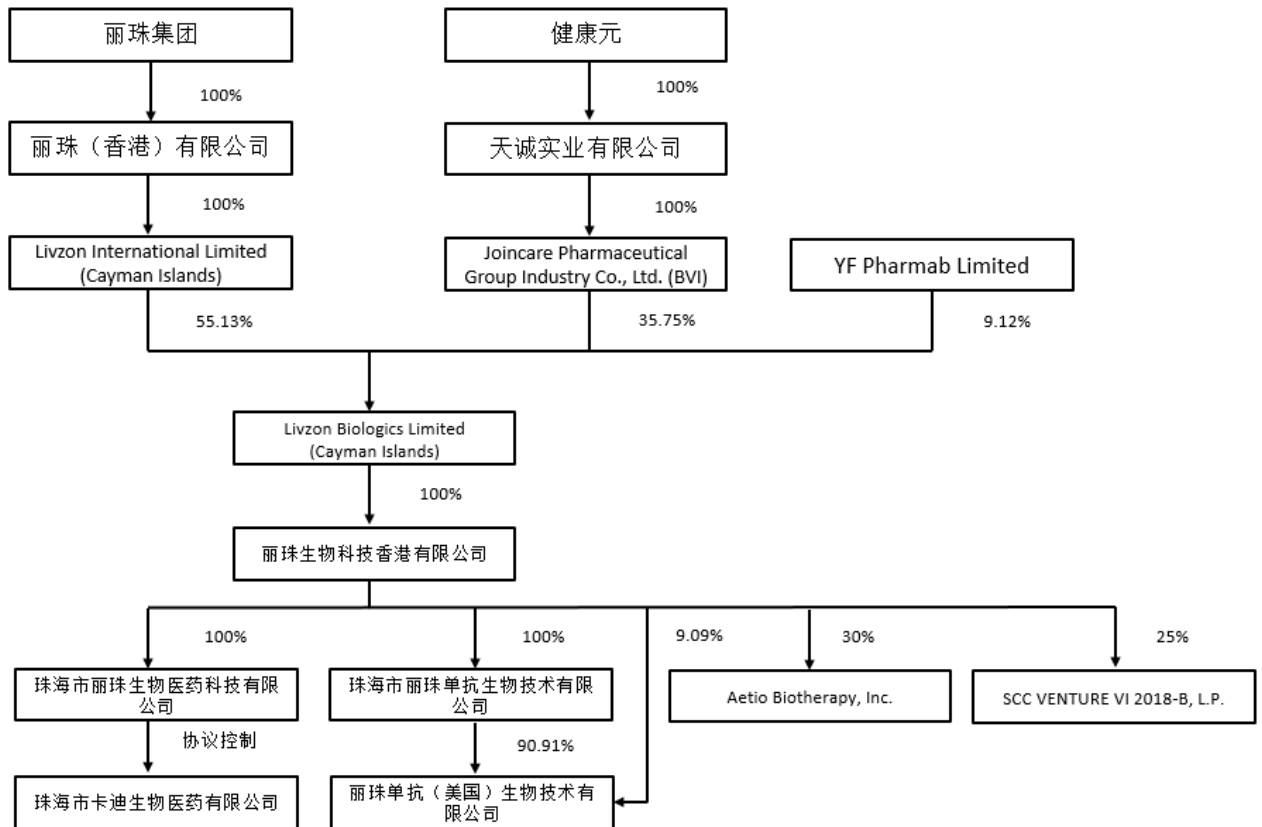 丽珠集团
健康元
100%
100%
丽珠（香港）有限公司
天诚实业有限公司
100%
100%
Livzon International Limited
(Cayman Islands)
Joincare Pharmaceutical
Group Industry Co., Ltd. (BVI)
YF Pharmab Limited
55.13%
35.75%
9.12%
Livzon Biologics Limited
(Cayman Islands)
100%
丽珠生物科技香港有限公司
100%
100%
9.09%
30%
25%
珠海市丽珠生物医药科技有限
公司
珠海市丽珠单抗生物技术有限
公司
Aetio Biotherapy, Inc.
SCC VENTURE VI 2018-B, L.P.
协议控制
90.91%
珠海市卡迪生物医药有限公司
丽珠单抗（美国）生物技术有
限公司